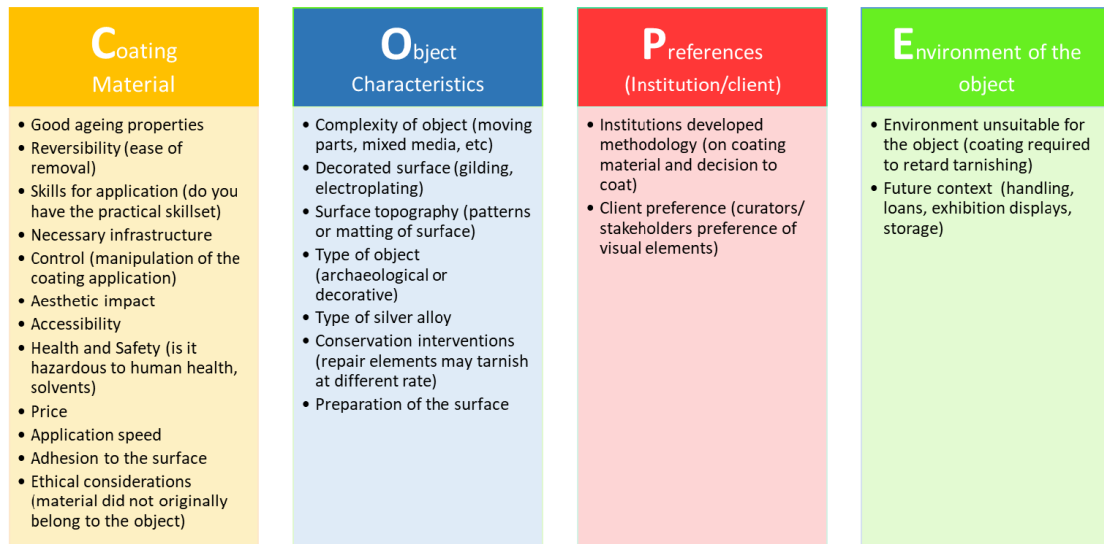 Coating
Material
• Good ageing properties
• Reversibility (ease of
removal)
• Skills for application (do you
have the practical skillset)
• Necessary infrastructure
• Control (manipulation of the
coating application)
• Aesthetic impact
• Accessibility
• Health and Safety (is it
hazardous to human health,
solvents)
• Price
• Application speed
• Adhesion to the surface
• Ethical considerations
(material did not originally
belong to the object)
Object
Characteristics
• Complexity of object (moving
parts, mixed media, etc)
• Decorated surface (gilding,
electroplating)
• Surface topography (patterns
or matting of surface)
• Type of object
(archaeological or
decorative)
• Type of silver alloy
• Conservation interventions
(repair elements may tarnish
at different rate)
• Preparation of the surface
Preferences
(Institution/client)
• Institutions developed
methodology (on coating
material and decision to
coat)
• Client preference (curators/
stakeholders preference of
visual elements)
Environment of the
object
• Environment unsuitable for
the object (coating required
to retard tarnishing)
• Future context (handling,
loans, exhibition displays,
storage)